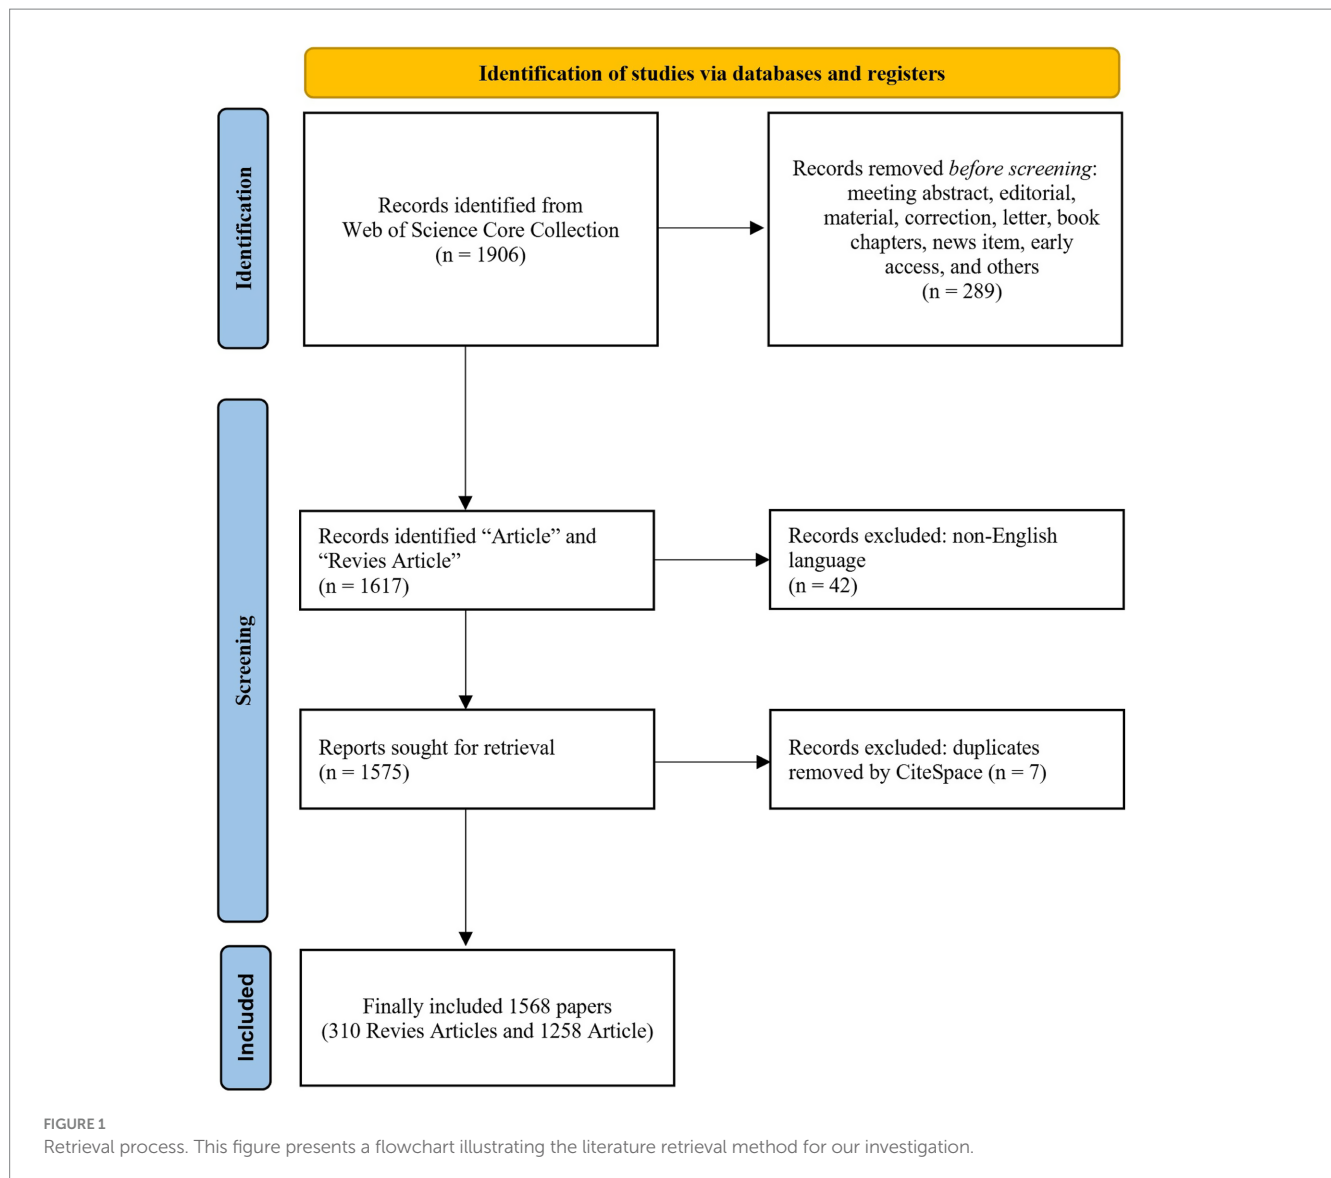 Identification of studies via databases and registers
Identification
Records identified from
Web of Science Core Collection
(n = 1906)
Records removed before screening:
meeting abstract, editorial,
material, correction, letter, book
chapters, news item, early
access, and others
(n = 289)
Screening
Records identified “Article” and
“Revies Article”
(n = 1617)
Records excluded: non-English
language
(n = 42)
Reports sought for retrieval
(n = 1575)
Records excluded: duplicates
removed by CiteSpace (n = 7)
Included
Finally included 1568 papers
(310 Revies Articles and 1258 Article)
FIGURE 1
Retrieval process. This figure presents a flowchart illustrating the literature retrieval method for our investigation.